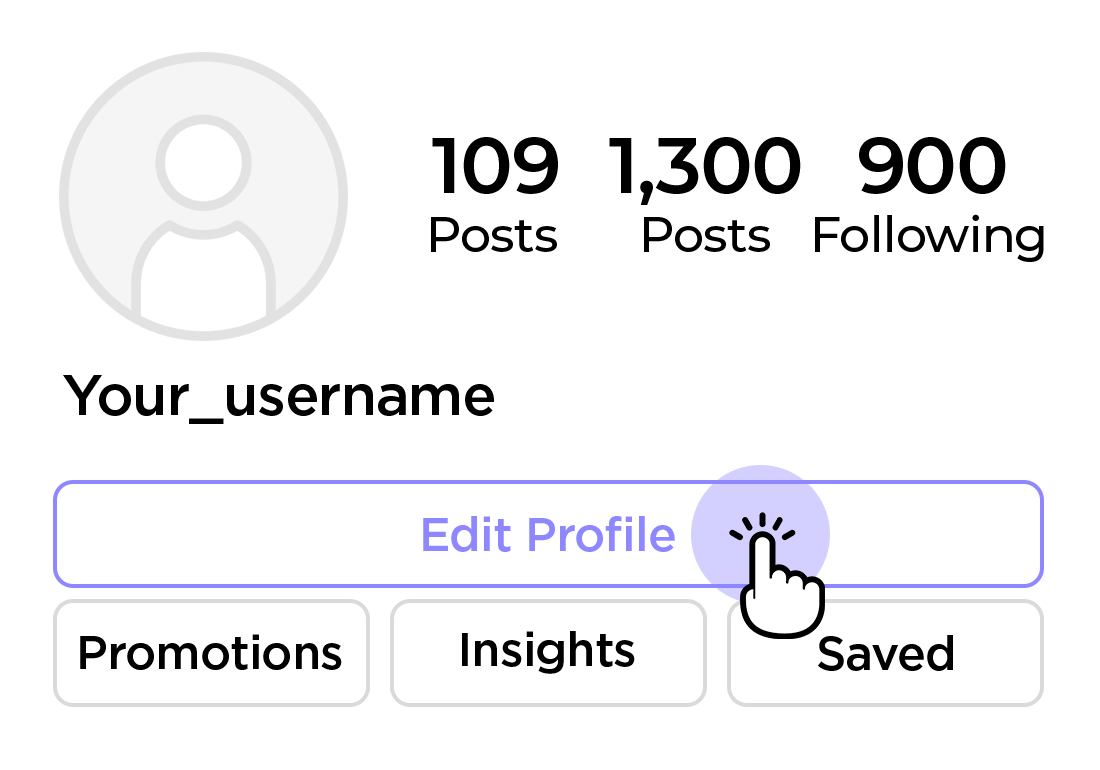 109 1,300 900
Posts Posts Following
Your_username
Edit Profile
Promotions Insights Saved